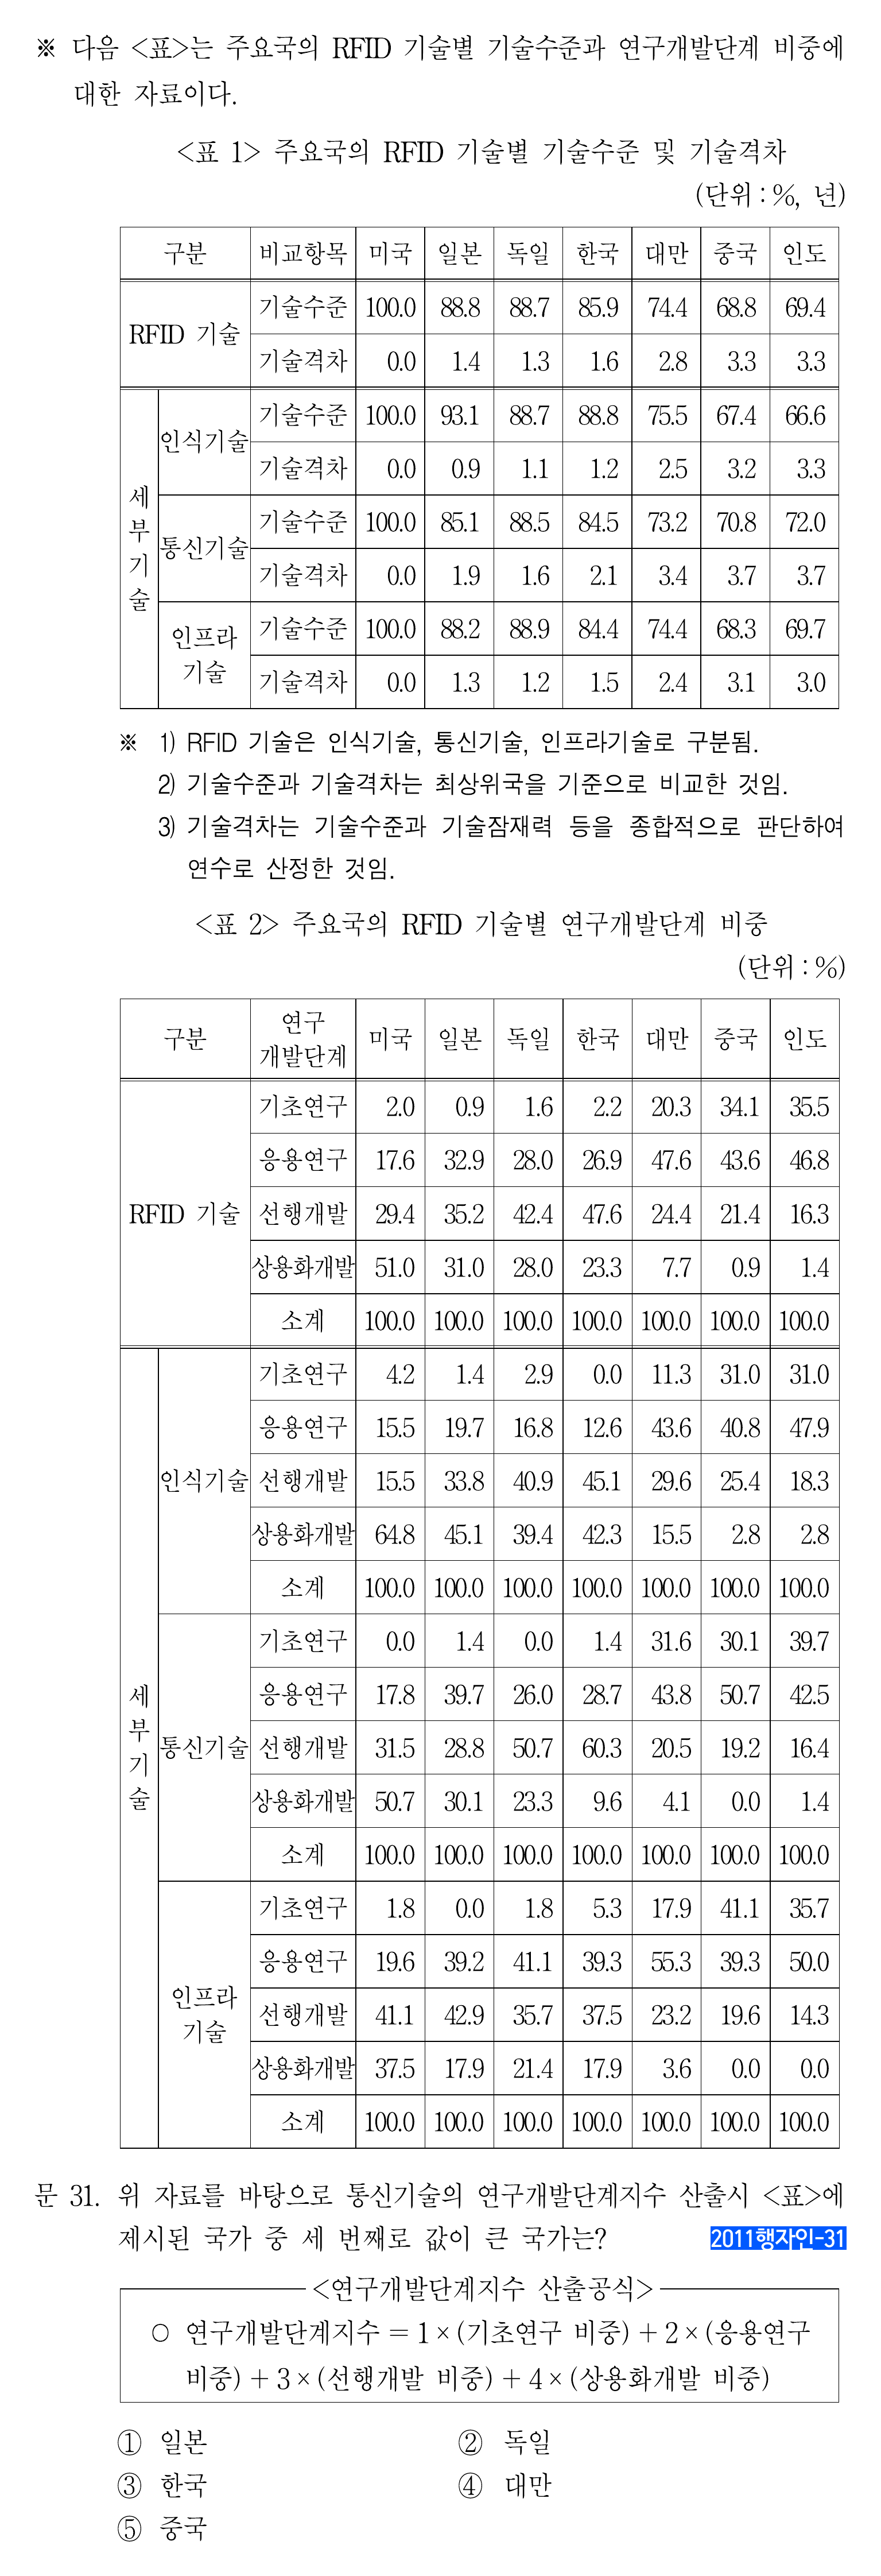 ※ 다음 <표>는 주요국의 RFID 기술별 기술수준과 연구개발단계 비중에
대한 자료이다.
<표 1> 주요국의 RFID 기술별 기술수준 및 기술격차
(단위 : %, 년)
구분 비교항목 미국 일본 독일 한국 대만 중국 인도
RFID 기술 기술수준 100.0 88.8 88.7 85.9 74.4 68.8 69.4
기술격차 0.0 1.4 1.3 1.6 2.8 3.3 3.3
세부기술 인식기술 기술수준 100.0 93.1 88.7 88.8 75.5 67.4 66.6
기술격차 0.0 0.9 1.1 1.2 2.5 3.2 3.3
통신기술 기술수준 100.0 85.1 88.5 84.5 73.2 70.8 72.0
기술격차 0.0 1.9 1.6 2.1 3.4 3.7 3.7
인프라 기술 기술수준 100.0 88.2 88.9 84.4 74.4 68.3 69.7
기술격차 0.0 1.3 1.2 1.5 2.4 3.1 3.0
※ 1) RFID 기술은 인식기술, 통신기술, 인프라기술로 구분됨.
2) 기술수준과 기술격차는 최상위국을 기준으로 비교한 것임.
3) 기술격차는 기술수준과 기술잠재력 등을 종합적으로 판단하여
연수로 산정한 것임.
<표 2> 주요국의 RFID 기술별 연구개발단계 비중
(단위 : %)
구분 연구 개발단계 미국 일본 독일 한국 대만 중국 인도
RFID 기술 기초연구 2.0 0.9 1.6 2.2 20.3 34.1 35.5
응용연구 17.6 32.9 28.0 26.9 47.6 43.6 46.8
선행개발 29.4 35.2 42.4 47.6 24.4 21.4 16.3
상용화개발 51.0 31.0 28.0 23.3 7.7 0.9 1.4
소계 100.0 100.0 100.0 100.0 100.0 100.0 100.0
세부기술 인식기술 기초연구 4.2 1.4 2.9 0.0 11.3 31.0 31.0
응용연구 15.5 19.7 16.8 12.6 43.6 40.8 47.9
선행개발 15.5 33.8 40.9 45.1 29.6 25.4 18.3
상용화개발 64.8 45.1 39.4 42.3 15.5 2.8 2.8
소계 100.0 100.0 100.0 100.0 100.0 100.0 100.0
통신기술 기초연구 0.0 1.4 0.0 1.4 31.6 30.1 39.7
응용연구 17.8 39.7 26.0 28.7 43.8 50.7 42.5
선행개발 31.5 28.8 50.7 60.3 20.5 19.2 16.4
상용화개발 50.7 30.1 23.3 9.6 4.1 0.0 1.4
소계 100.0 100.0 100.0 100.0 100.0 100.0 100.0
인프라 기술 기초연구 1.8 0.0 1.8 5.3 17.9 41.1 35.7
응용연구 19.6 39.2 41.1 39.3 55.3 39.3 50.0
선행개발 41.1 42.9 35.7 37.5 23.2 19.6 14.3
상용화개발 37.5 17.9 21.4 17.9 3.6 0.0 0.0
소계 100.0 100.0 100.0 100.0 100.0 100.0 100.0
문 31. 위 자료를 바탕으로 통신기술의 연구개발단계지수 산출시 <표>에
제시된 국가 중 세 번째로 값이 큰 국가는? 2011행자인-31
<연구개발단계지수 산출공식>
○ 연구개발단계지수 = 1×(기초연구 비중) + 2×(응용연구
비중) + 3×(선행개발 비중) + 4×(상용화개발 비중)
① 일본 ② 독일
③ 한국 ④ 대만
⑤ 중국